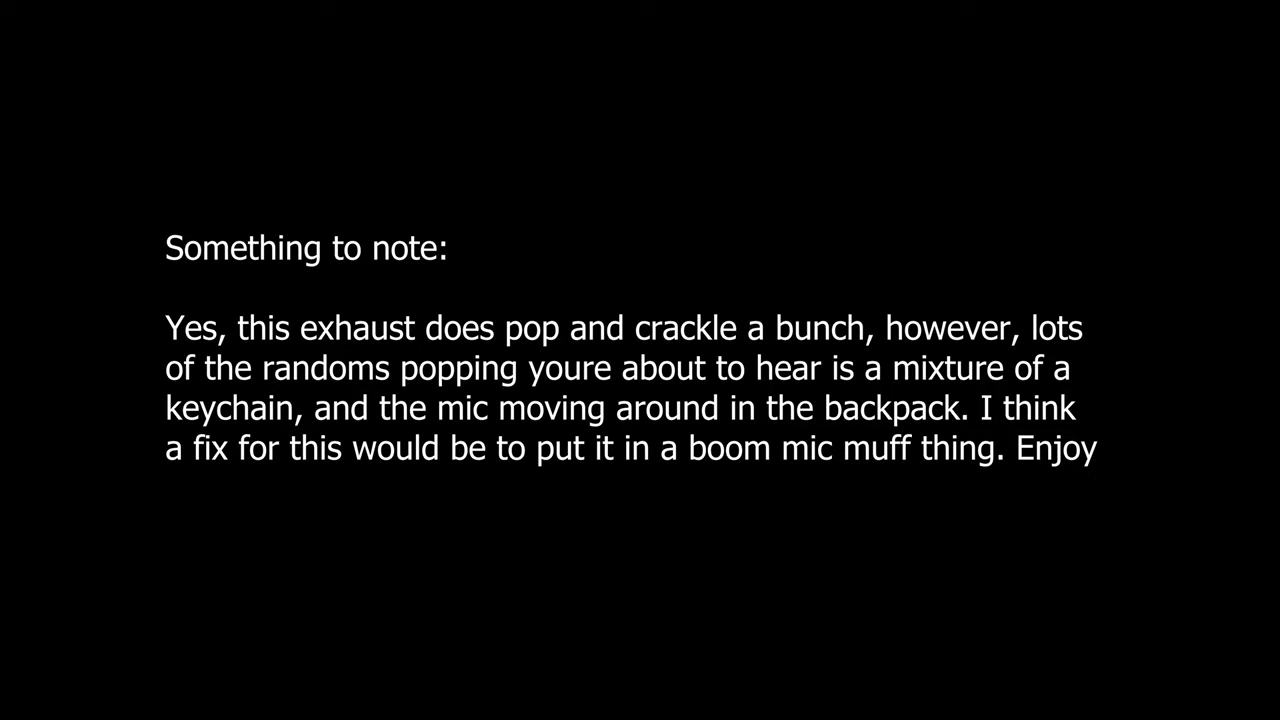 Something to note:
Yes, this exhaust does pop and crackle a bunch, however, lots
of the randoms popping youre about to hear is a mixture of a
keychain, and the mic moving around in the backpack. I think
a fix for this would be to put it in a boom mic muff thing. Enjoy